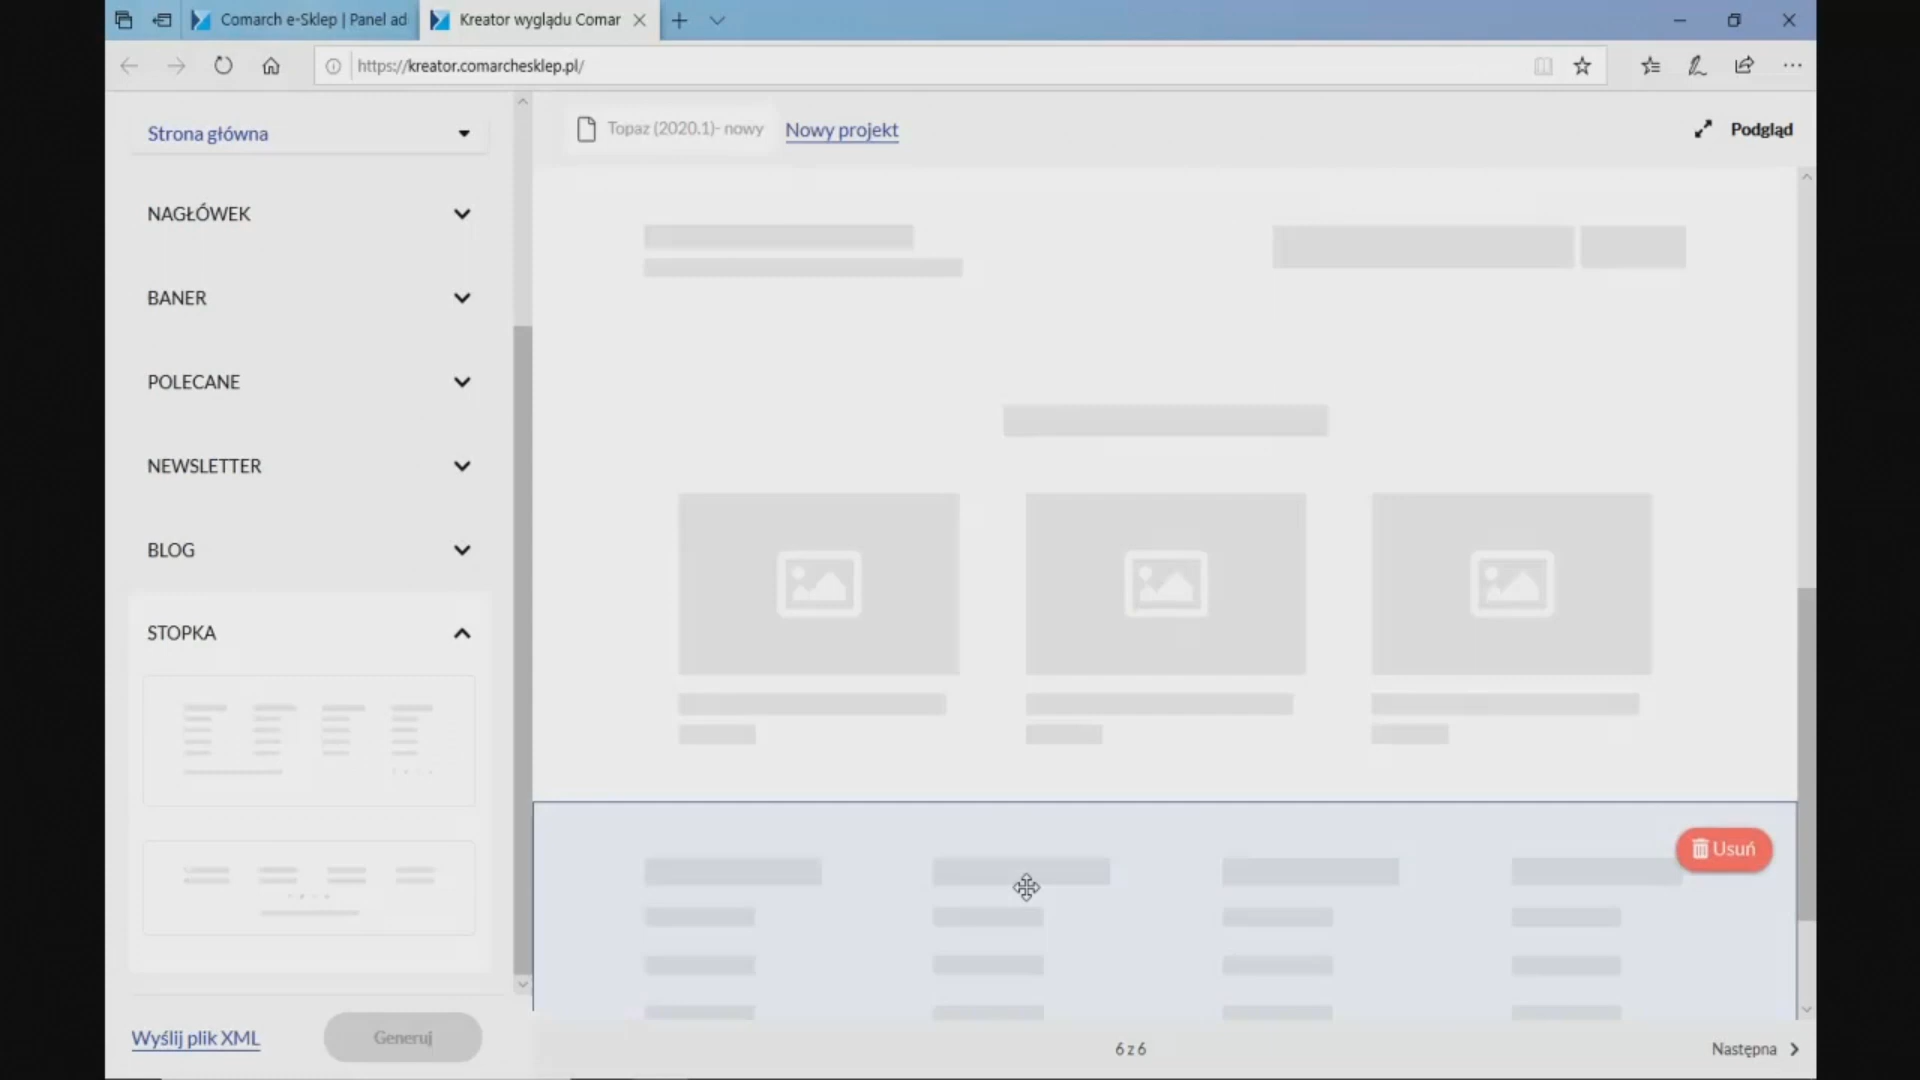 Comarch e-Sklep | Panel ad
Kreator wyglądu Comar
https://kreator.comarchesklep.pl/
Strona główna
Topaz (2020.1)- nowy
Nowy projekt
Podgląd
NAGŁÓWEK
BANER
POLECANE
NEWSLETTER
BLOG
STOPKA
Usuń
Wyślij plik XML
Generuj
6 z 6
Następna